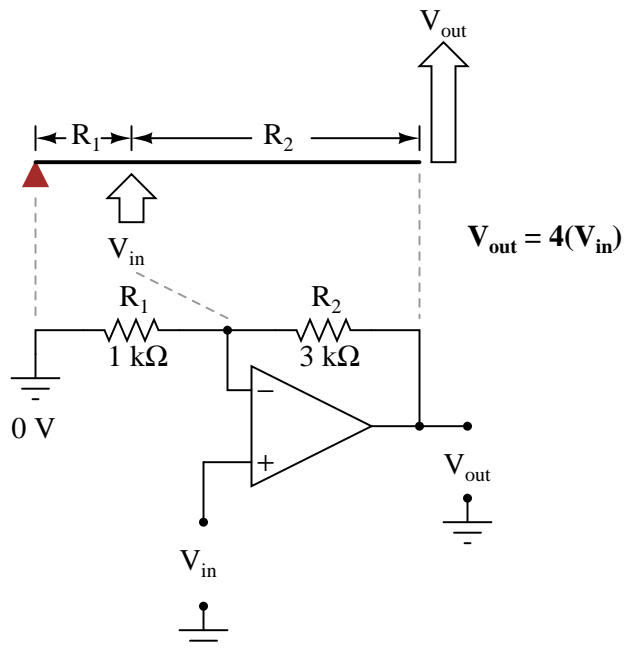 V_out
R_1 R_2
V_in
V_out = 4(V_in)
R_1 R_2
1 kΩ 3 kΩ
−
0 V
+
V_out
V_in